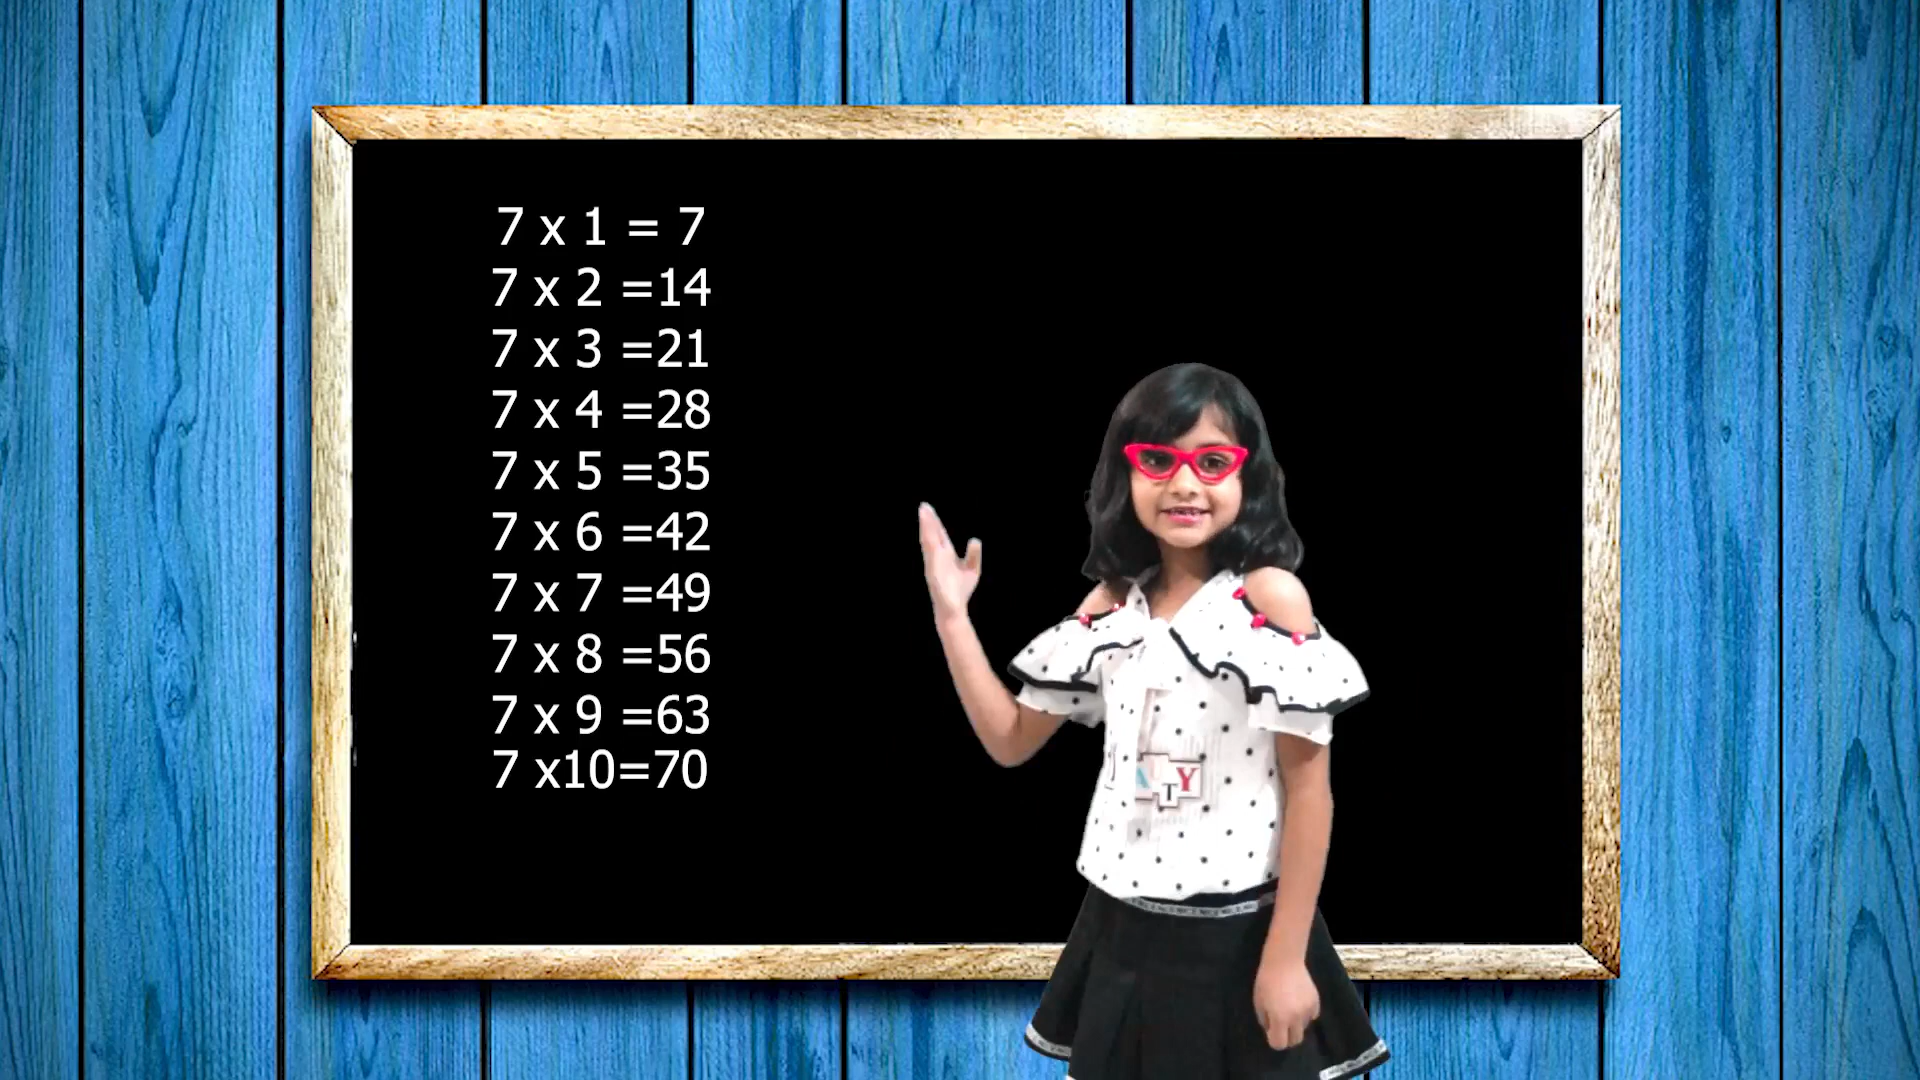 7 x 1 = 7
7 x 2 =14
7 x 3 =21
7 x 4 =28
7 x 5 =35
7 x 6 =42
7 x 7 =49
7 x 8 =56
7 x 9 =63
7 x10=70
TY